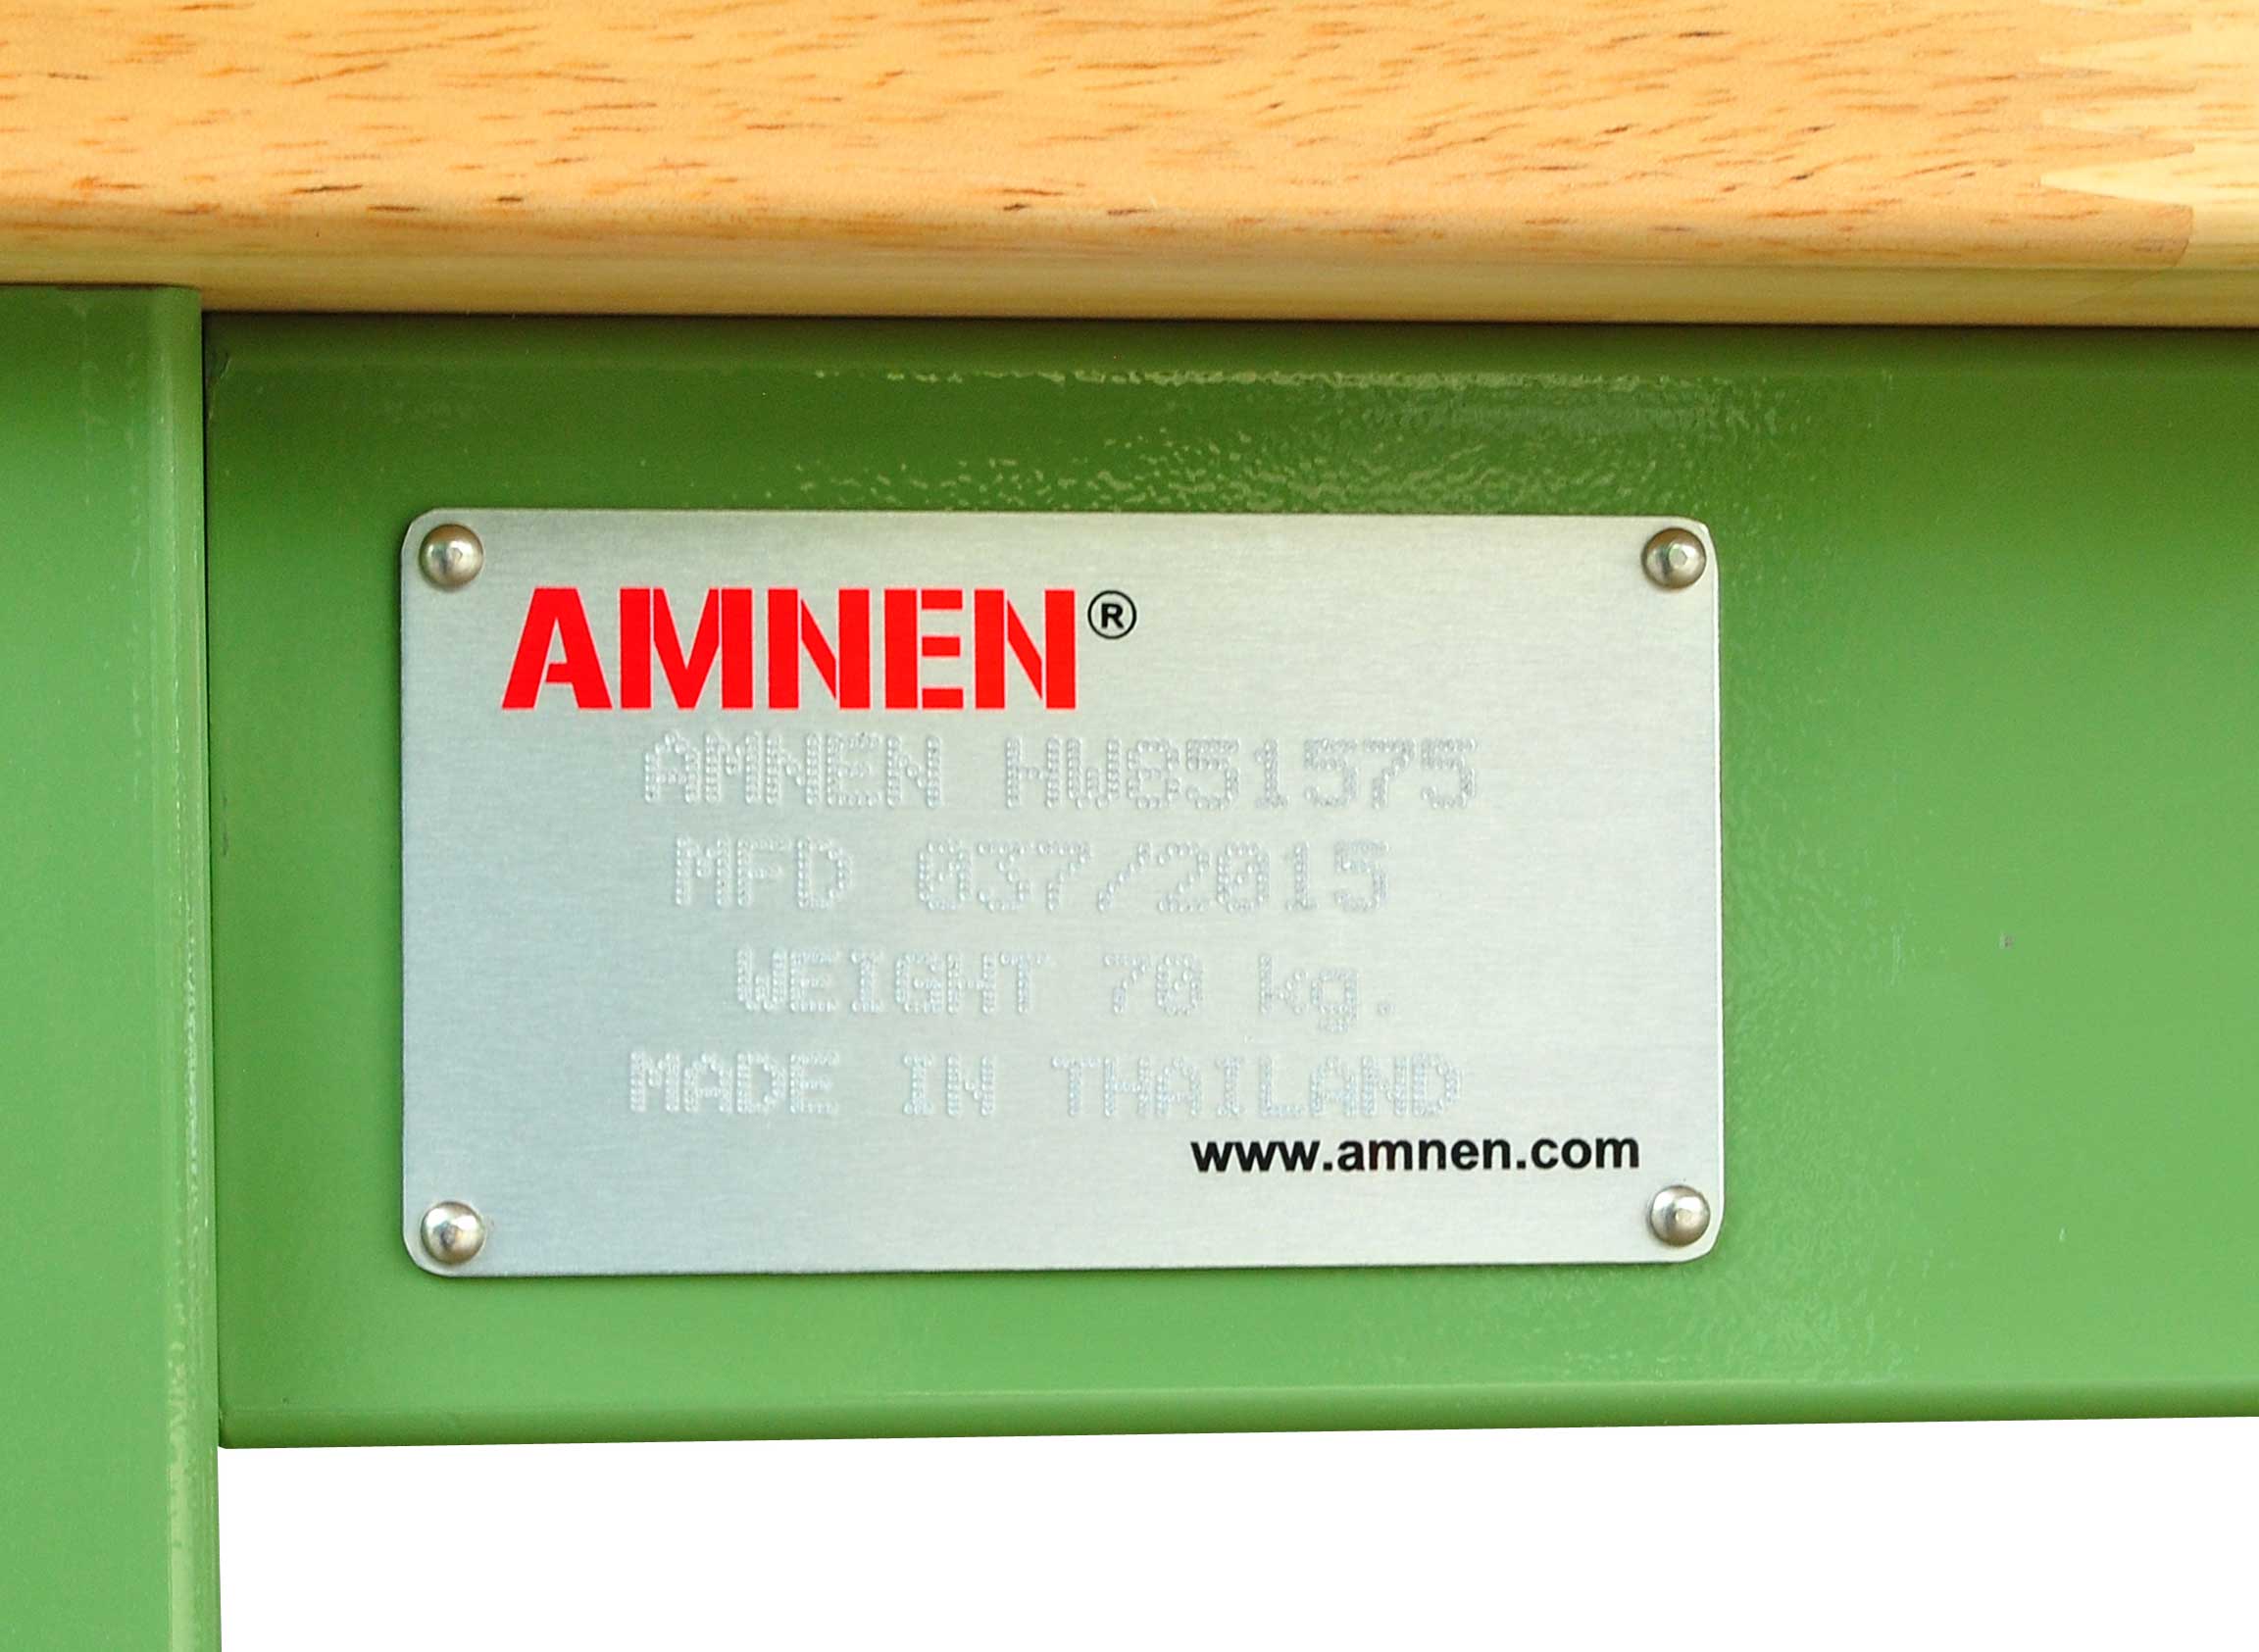 AMNEN®
AMNEN HW851575
MFD 037/2015
WEIGHT 70 kg.
MADE IN THAILAND
www.amnen.com